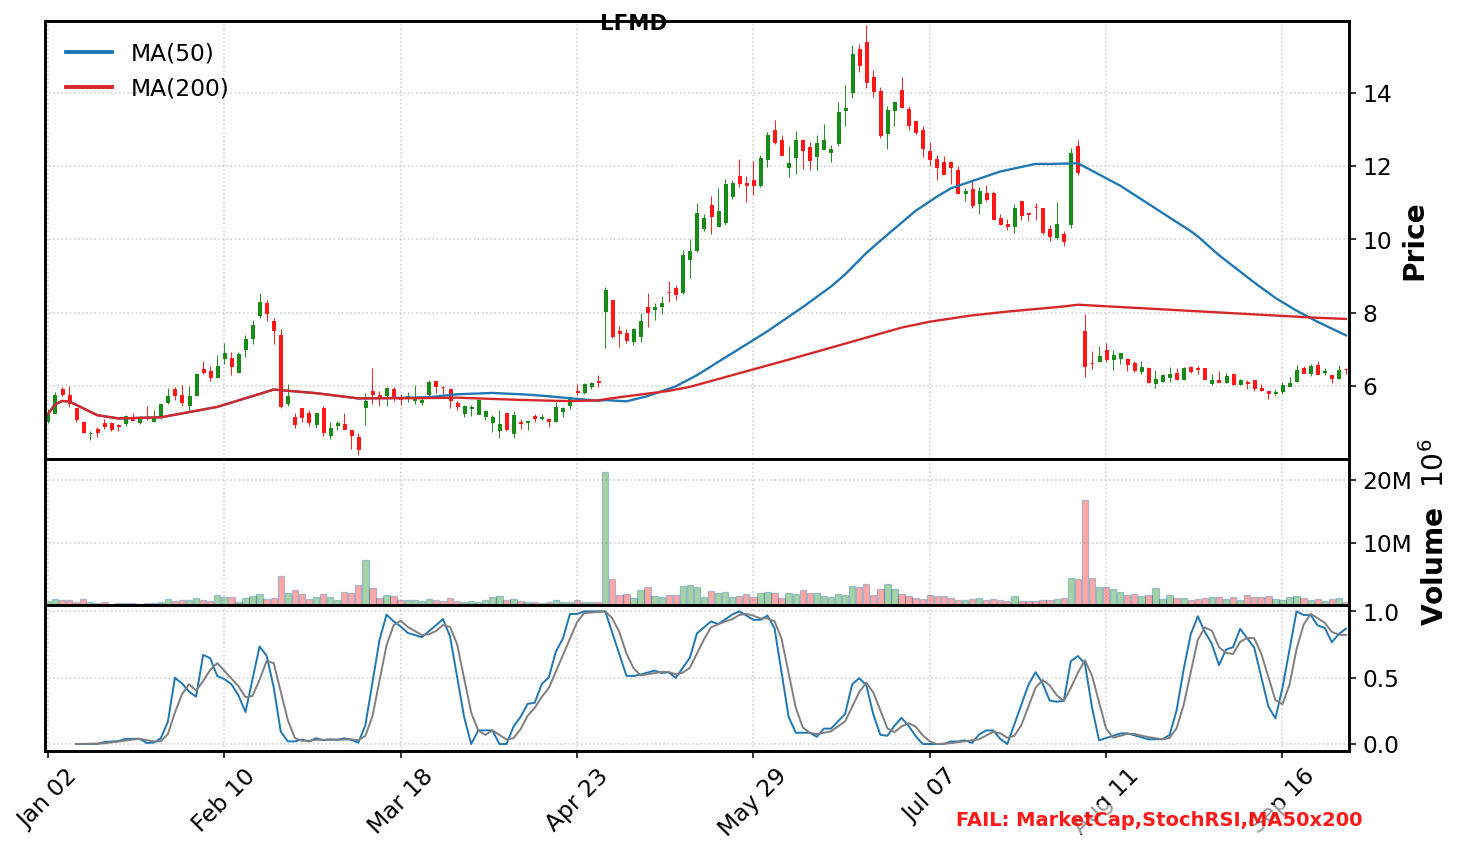 LFMD
MA(50)
MA(200)
14
12
10
8
6
Price
20M
10M
Volume 10^6
1.0
0.5
0.0
Jan 02
Feb 10
Mar 18
Apr 23
May 29
Jul 07
Aug 11
Sep 16
FAIL: MarketCap,StochRSI,MA50x200